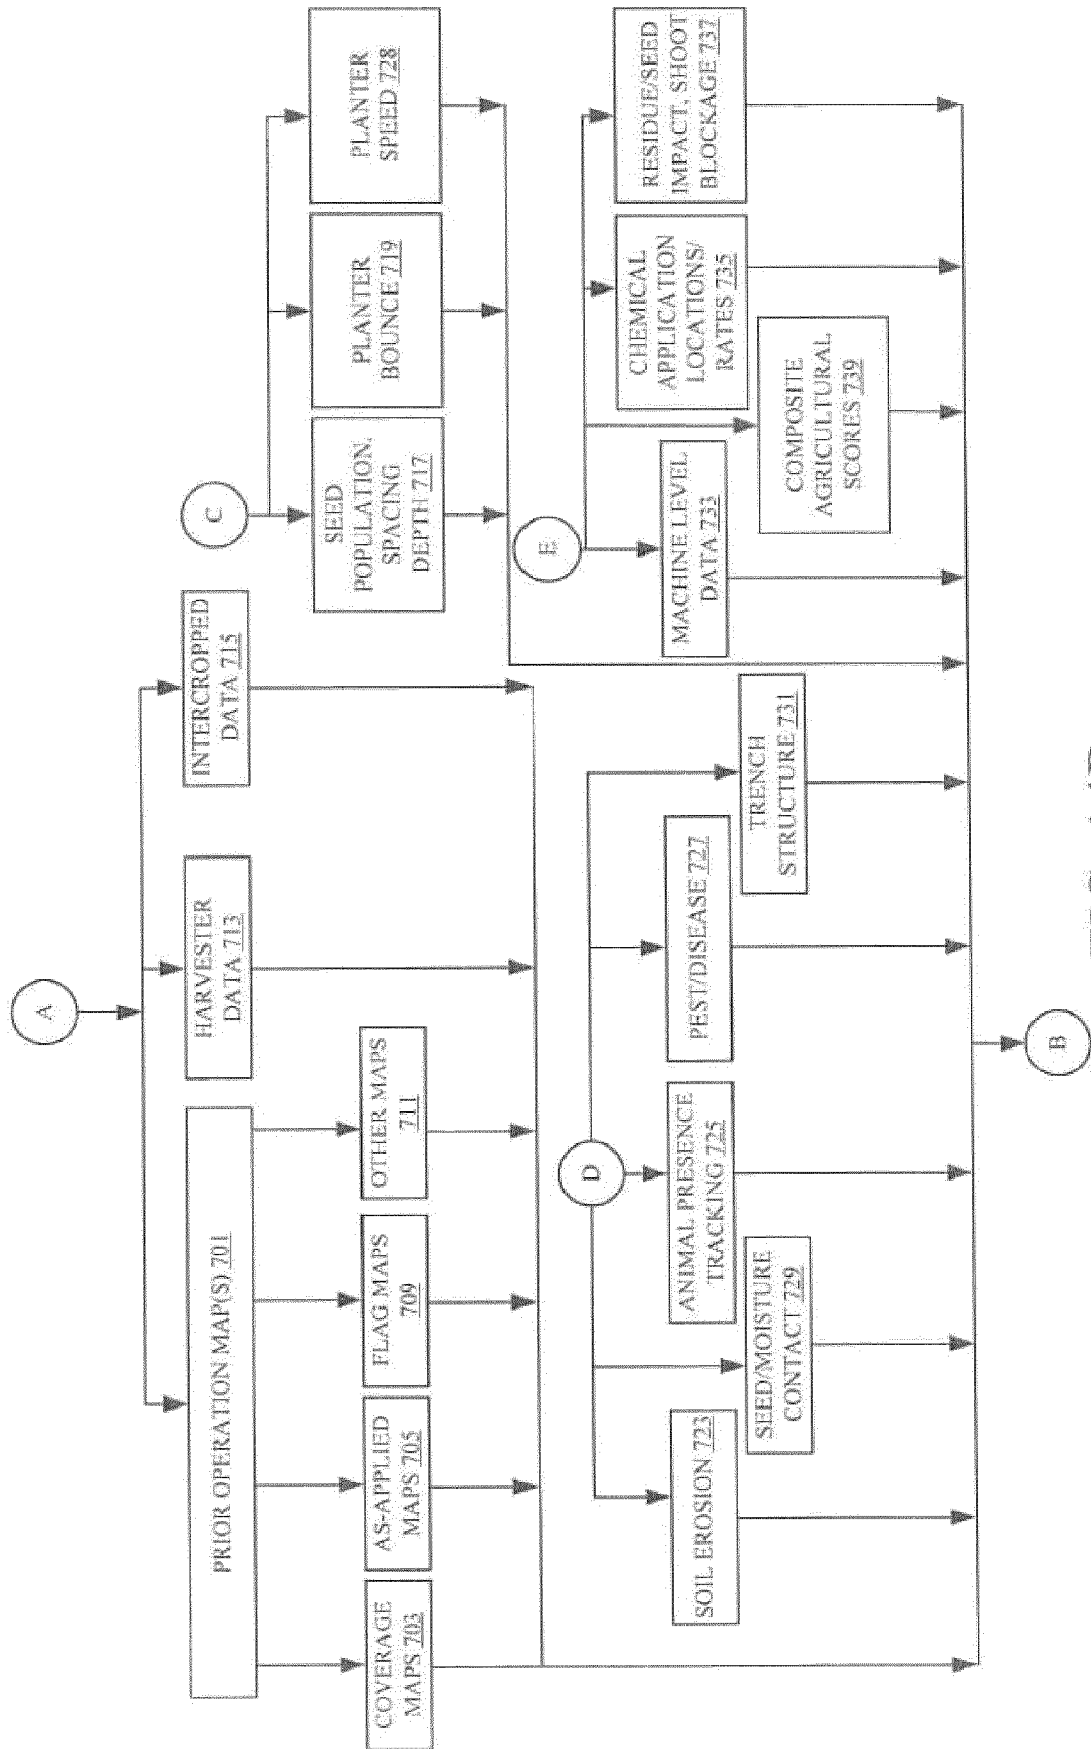 A
PRIOR OPERATION MAP(S) 701
HARVESTER
DATA 713
INTERCROPPED
DATA 715
COVERAGE
MAPS 703
AS-APPLIED
MAPS 705
FLAG MAPS
709
OTHER MAPS
711
C
SEED
POPULATION,
SPACING
DEPTH 717
PLANTER
BOUNCE 719
PLANTER
SPEED 728
D
SOIL EROSION 723
SEED/MOISTURE
CONTACT 729
ANIMAL PRESENCE
TRACKING 725
PEST/DISEASE 727
TRENCH
STRUCTURE 731
E
MACHINE LEVEL
DATA 733
COMPOSITE
AGRICULTURAL
SCORES 739
CHEMICAL
APPLICATION
LOCATIONS/
RATES 735
RESIDUE/SEED
IMPACT, SHOOT
BLOCKAGE 737
B